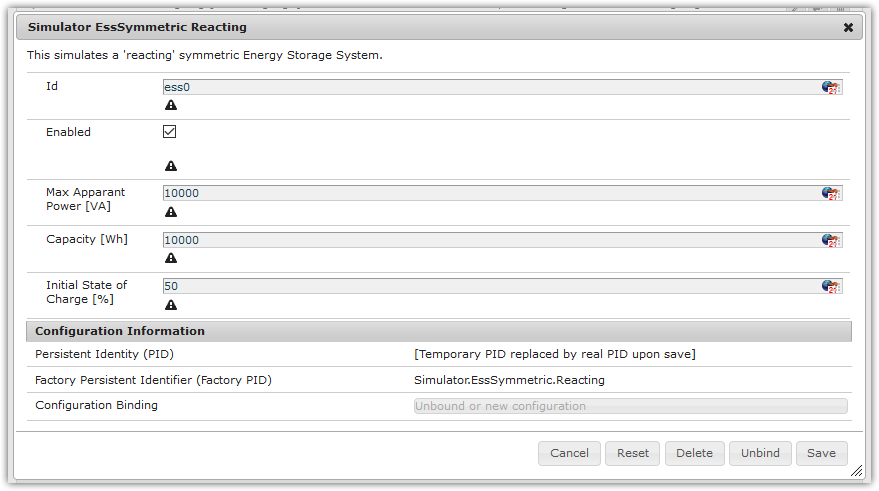 Simulator EssSymmetric Reacting
This simulates a 'reacting' symmetric Energy Storage System.
Id
ess0
Enabled
Max Apparant
Power [VA]
10000
Capacity [Wh]
10000
Initial State of
Charge [%]
50
Configuration Information
Persistent Identity (PID)
[Temporary PID replaced by real PID upon save]
Factory Persistent Identifier (Factory PID)
Simulator.EssSymmetric.Reacting
Configuration Binding
Unbound or new configuration
Cancel
Reset
Delete
Unbind
Save